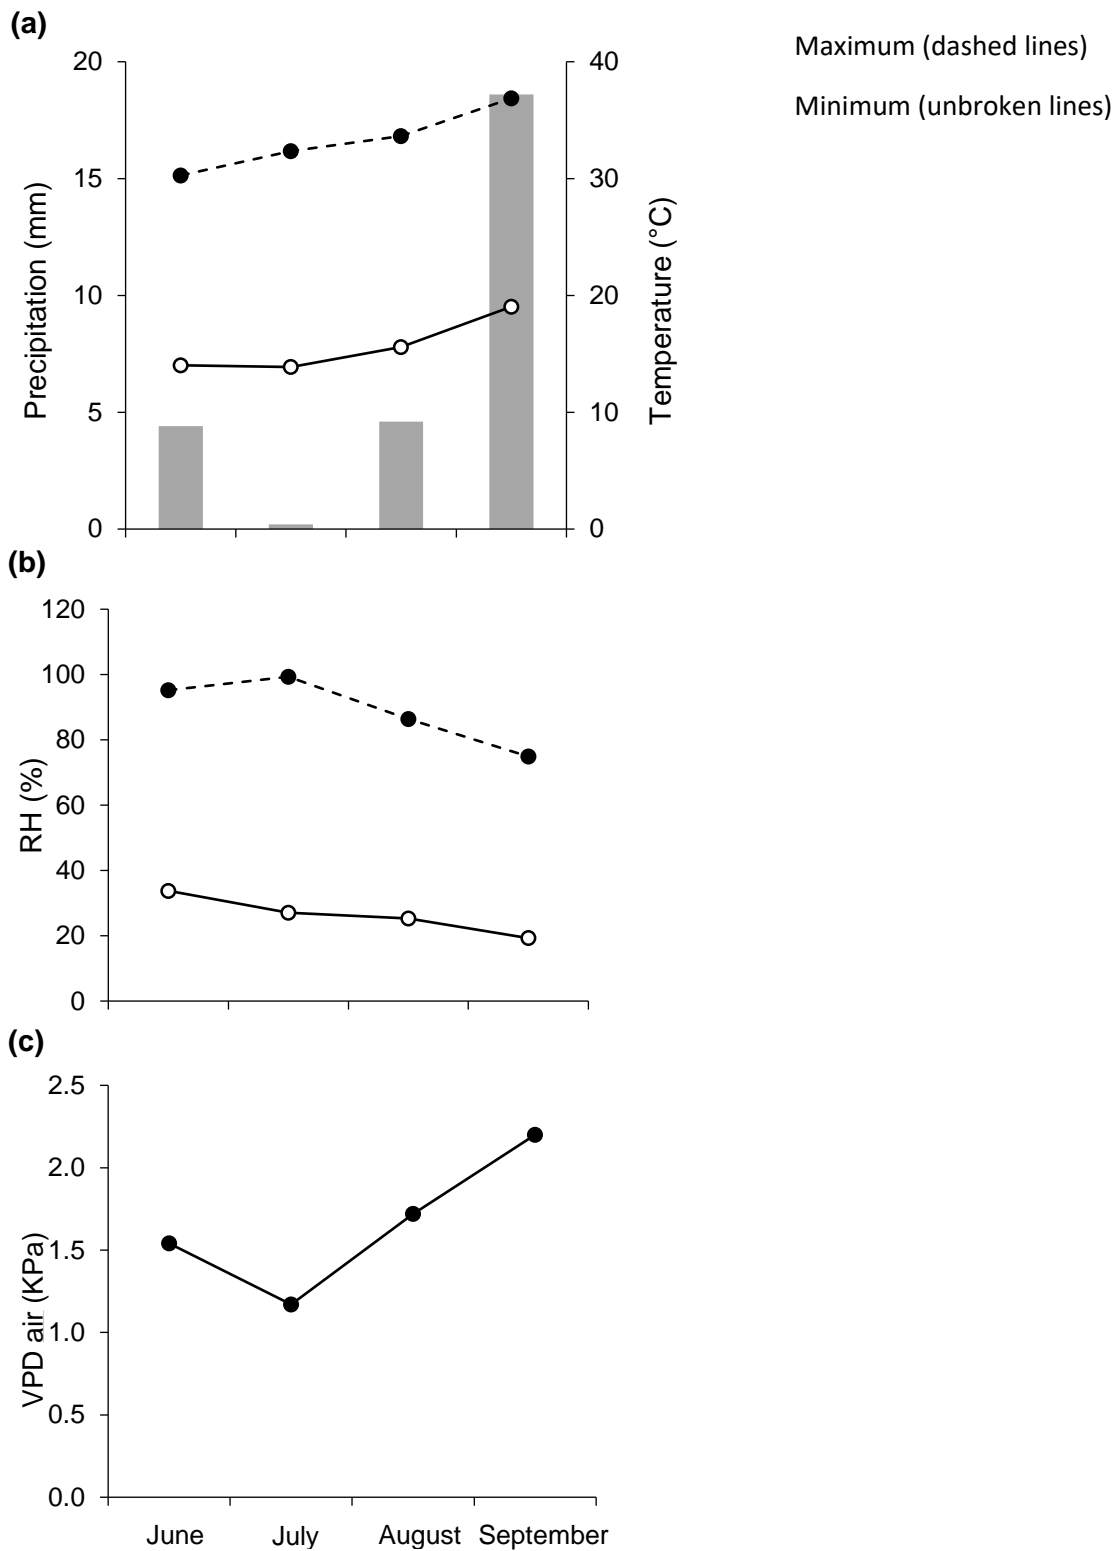 (a)
Maximum (dashed lines)
Minimum (unbroken lines)
20
15
10
5
0
Precipitation (mm)
40
30
20
10
0
Temperature (°C)
(b)
120
100
80
60
40
20
0
RH (%)
(c)
2.5
2.0
1.5
1.0
0.5
0.0
VPD air (KPa)
June July August September